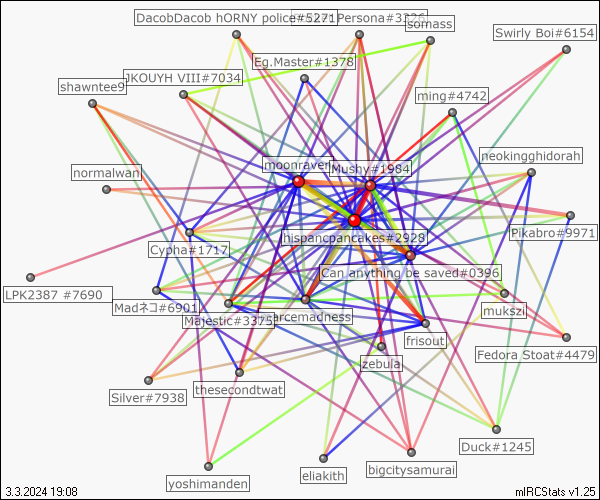 DacobDacob hORNY police#5271 Persona#3326
somass
Swirly Boi#6154
Eg.Master#1378
JKOUYH VIII#7034
shawntee9
ming#4742
neokingghidorah
moonraven
Mushy#1984
normalwan
Pikabro#9971
hispancpancakes#2928
Cypha#1717
Can anything be saved#0396
LPK2387 #7690
Madネコ#6901
mukszi
Majestic#3375
arcemadness
frisout
Fedora Stoat#4479
zebula
Silver#7938
thesecondtwat
Duck#1245
bigcitysamurai
eliakith
yoshimanden
3.3.2024 19:08
mIRCStats v1.25